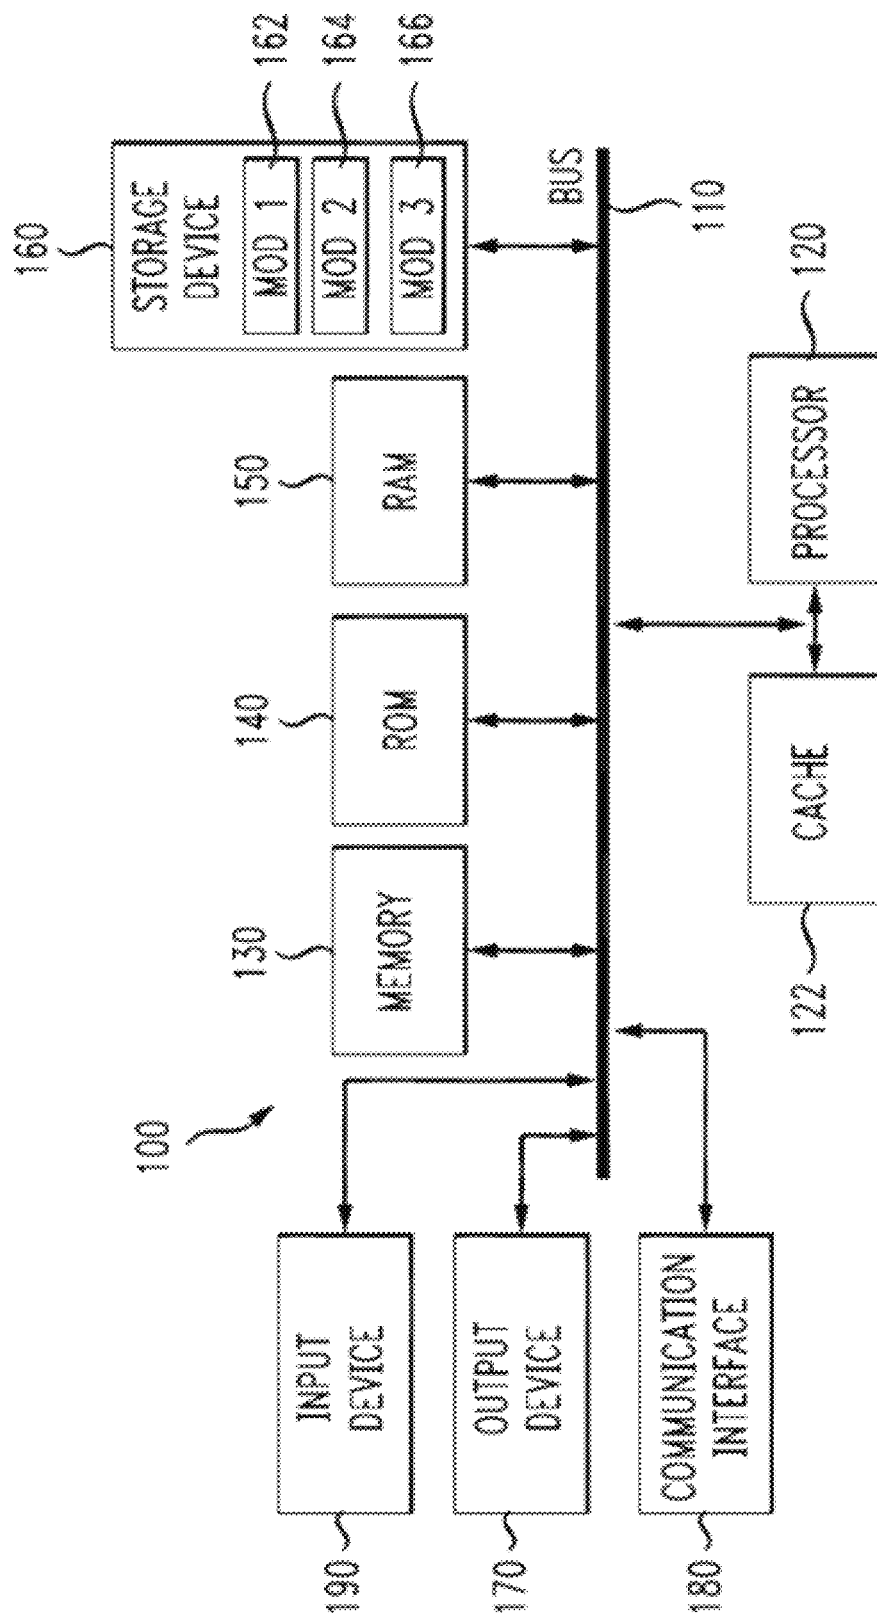 100
190
INPUT
DEVICE
170
OUTPUT
DEVICE
180
COMMUNICATION
INTERFACE
130
MEMORY
140
ROM
150
RAM
160
STORAGE
DEVICE
MOD 1
162
MOD 2
164
MOD 3
166
BUS
110
122
CACHE
PROCESSOR
120